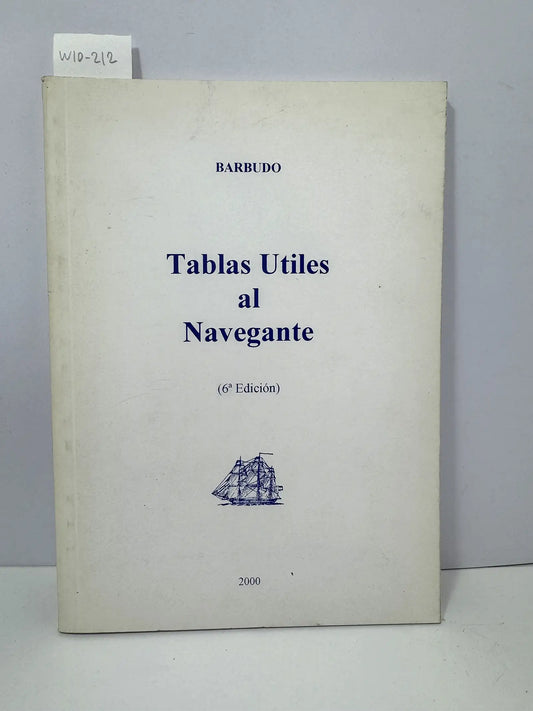 W10-212
BARBUDO
Tablas Utiles
al
Navegante
(6ª Edición)
2000